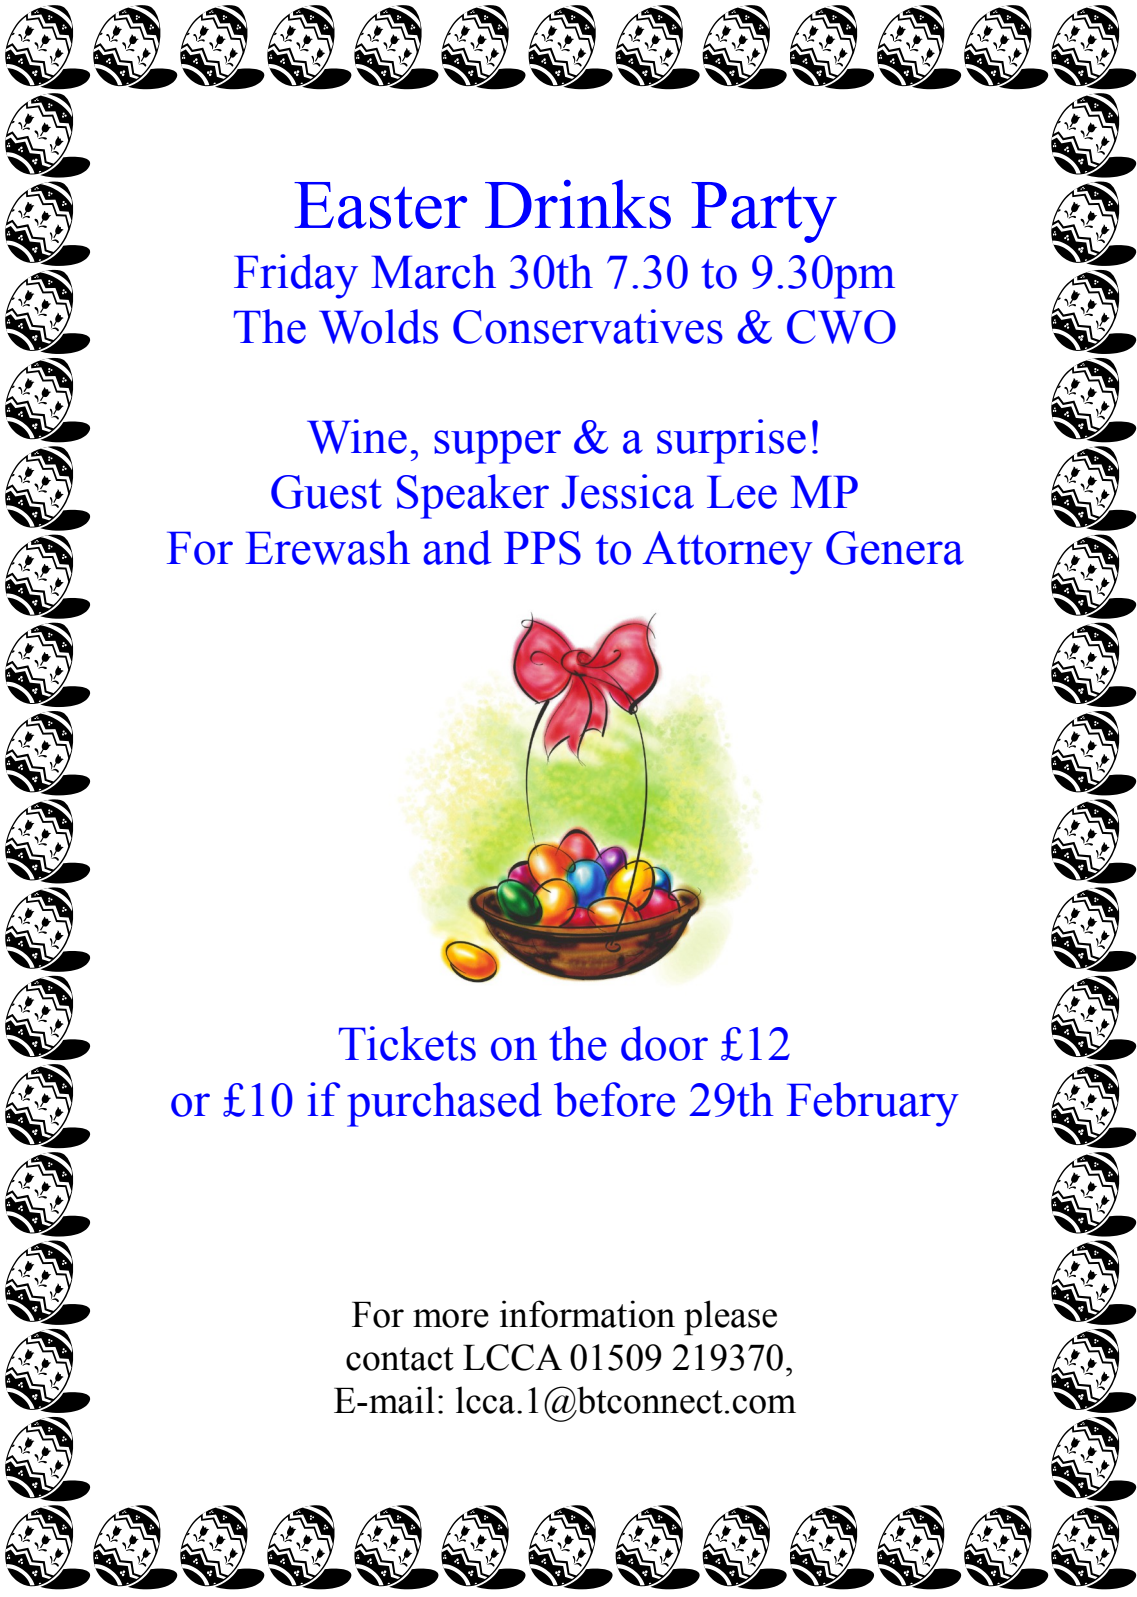 Easter Drinks Party
Friday March 30th 7.30 to 9.30pm
The Wolds Conservatives & CWO
Wine, supper & a surprise!
Guest Speaker Jessica Lee MP
For Erewash and PPS to Attorney Genera
Tickets on the door £12
or £10 if purchased before 29th February
For more information please
contact LCCA 01509 219370,
E-mail: lcca.1@btconnect.com